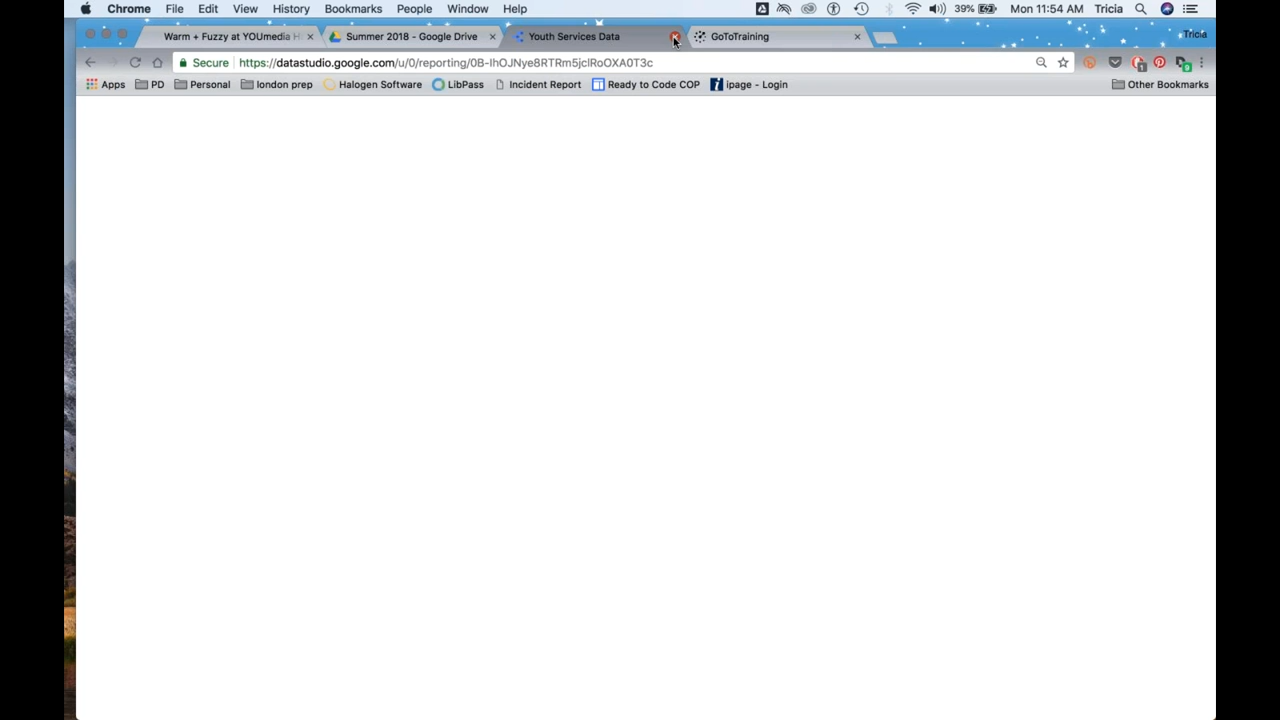 Chrome File Edit View History Bookmarks People Window Help 39% Mon 11:54 AM Tricia
Warm + Fuzzy at YOUmedia H Summer 2018 - Google Drive Youth Services Data GoToTraining Tricia
Secure https://datastudio.google.com/u/0/reporting/0B-IhOJNye8RTRm5jclRoOXA0T3c
Apps PD Personal london prep Halogen Software LibPass Incident Report Ready to Code COP ipage - Login Other Bookmarks